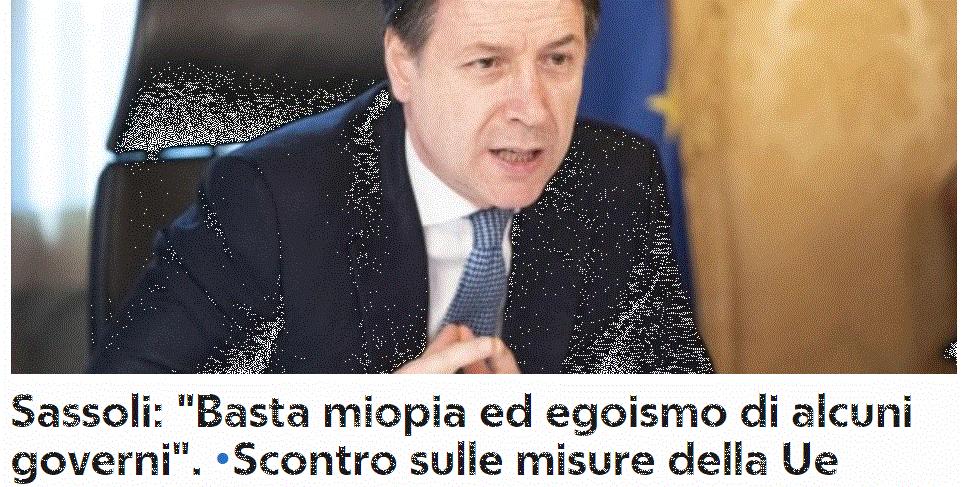 Sassoli: "Basta miopia ed egoismo di alcuni
governi". •Scontro sulle misure della Ue